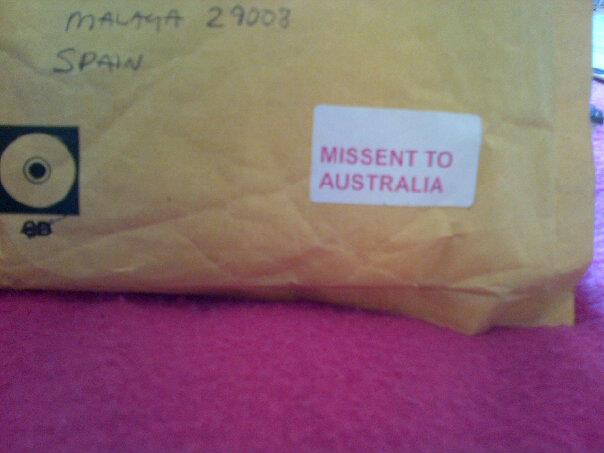 MALAGA 29008
SPAIN
MISSENT TO
AUSTRALIA